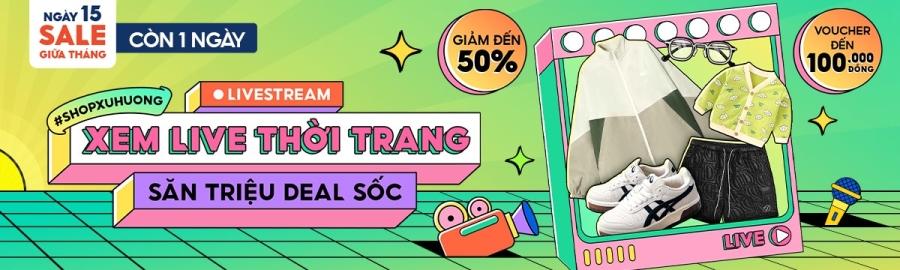 NGÀY 15
SALE
GIỮA THÁNG
CÒN 1 NGÀY
#SHOPXUHUONG
LIVESTREAM
XEM LIVE THỜI TRANG
SĂN TRIỆU DEAL SỐC
GIẢM ĐẾN
50%
VOUCHER
ĐẾN
100.000
ĐỒNG
LIVE